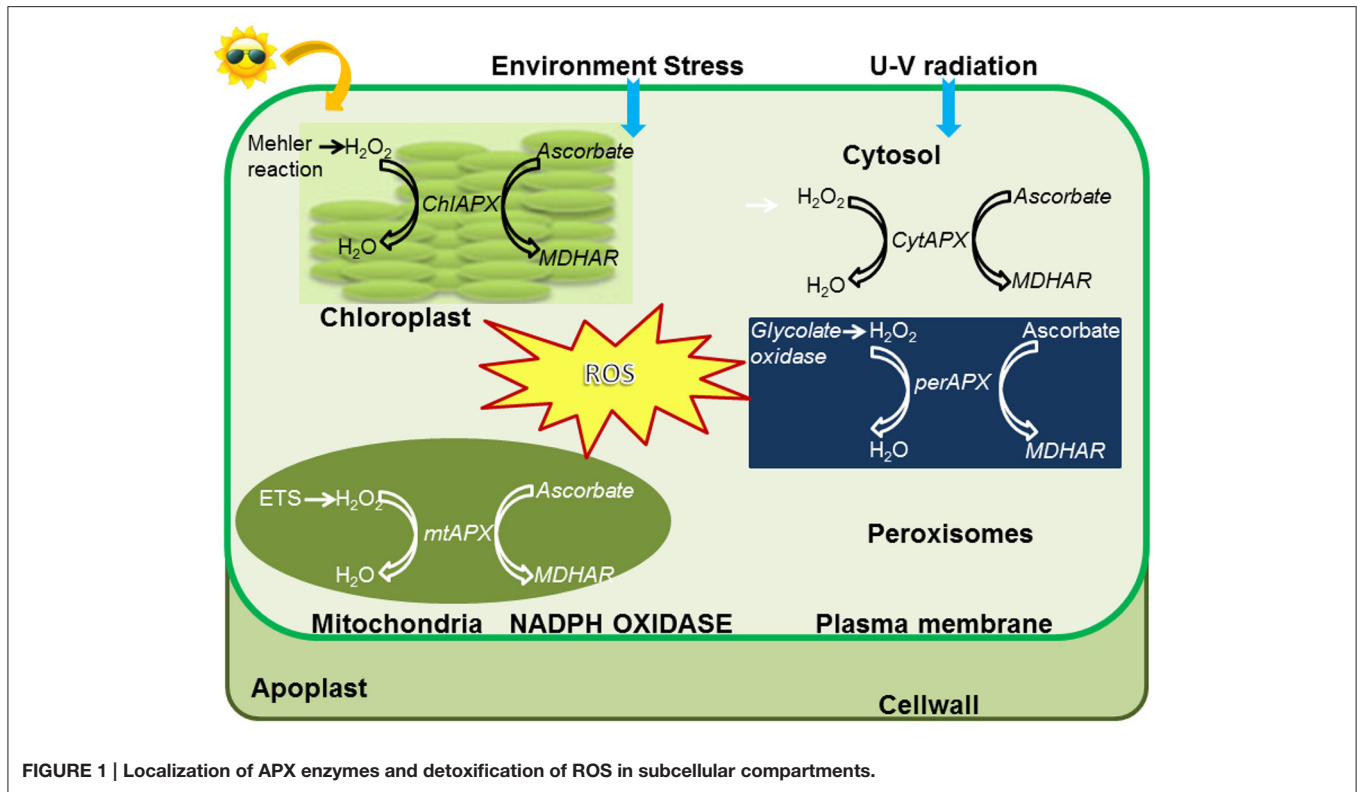 Environment Stress
U-V radiation
Mehler
reaction
H₂O₂
Ascorbate
ChlAPX
H₂O
MDHAR
Chloroplast
Cytosol
H₂O₂
Ascorbate
CytAPX
H₂O
MDHAR
ROS
Glycolate
oxidase
H₂O₂
Ascorbate
perAPX
H₂O
MDHAR
Peroxisomes
ETS
H₂O₂
Ascorbate
mtAPX
H₂O
MDHAR
Mitochondria
NADPH OXIDASE
Plasma membrane
Apoplast
Cellwall
FIGURE 1 | Localization of APX enzymes and detoxification of ROS in subcellular compartments.